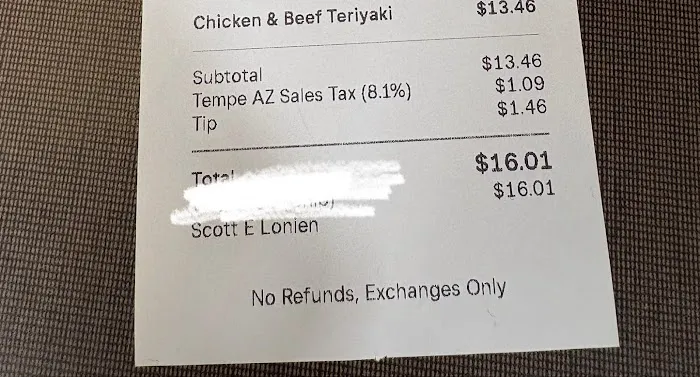 Chicken & Beef Teriyaki $13.46
Subtotal $13.46
Tempe AZ Sales Tax (8.1%) $1.09
Tip $1.46
Total $16.01
$16.01
Scott E Lonien
No Refunds, Exchanges Only